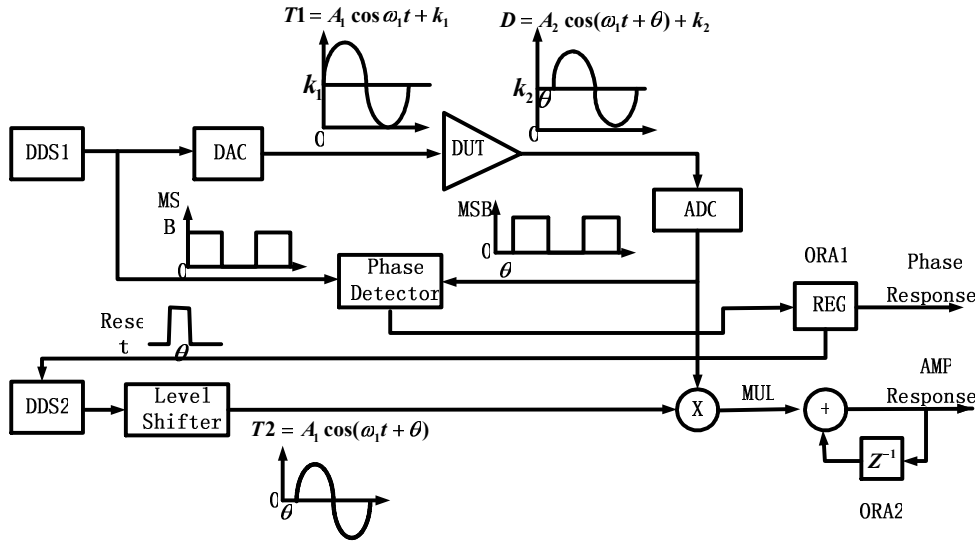 T1 = A₁ cos ω₁t + k₁
D = A₂ cos(ω₁t + θ) + k₂
k₁
0
k₂
θ
0
DDS1
DAC
DUT
ADC
MS
B
0
MSB
0
θ
Phase
Detector
ORA1
REG
Phase
Response
Rese
t
θ
DDS2
Level
Shifter
X
MUL
+
AMP
Response
Z⁻¹
ORA2
T2 = A₁ cos(ω₁t + θ)
0
θ